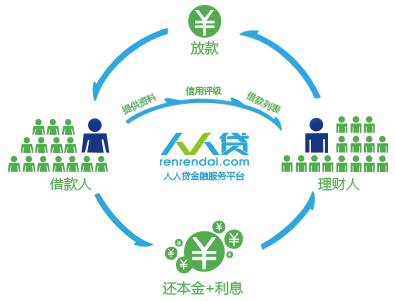 ¥
放款
提供资料
信用评级
借款列表
人人贷
renrendai.com
人人贷金融服务平台
借款人
理财人
¥
¥
¥
¥
¥
¥
¥
还本金+利息